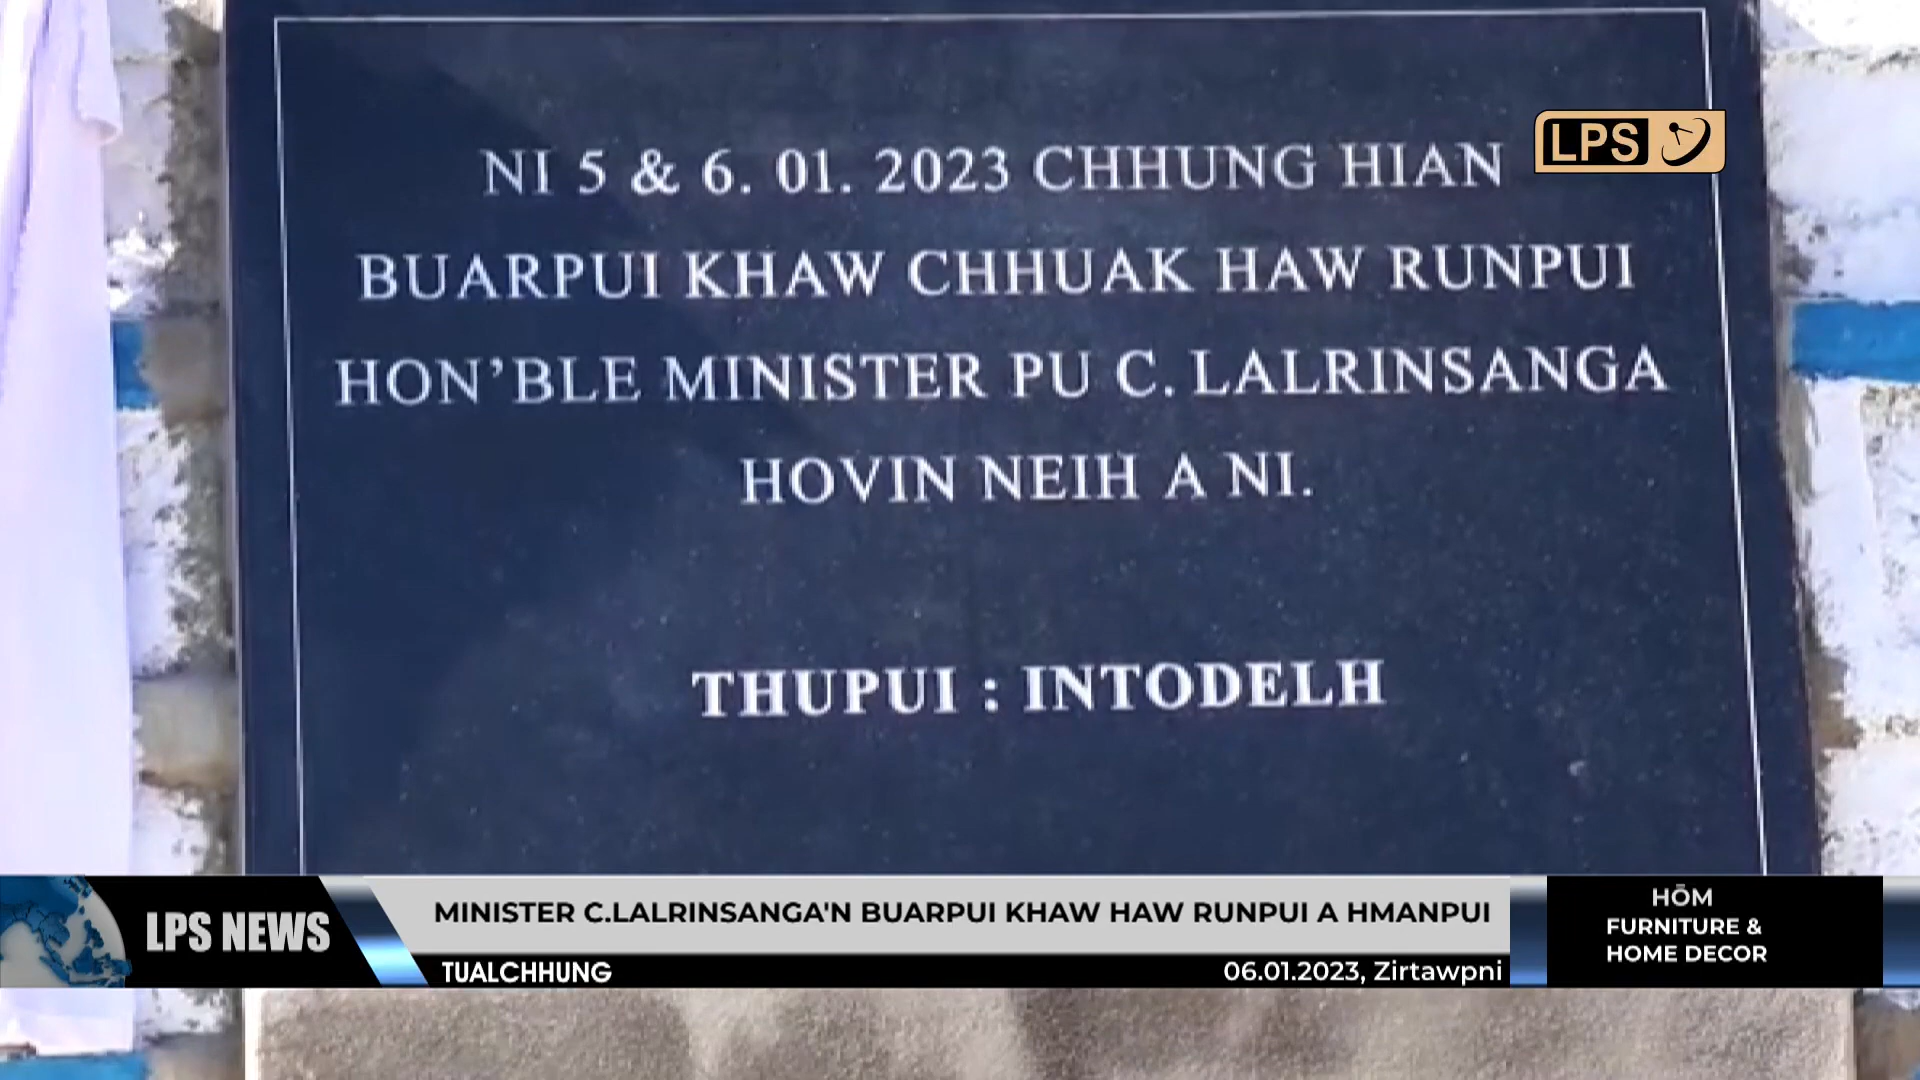 NI 5 & 6. 01. 2023 CHHUNG HIAN
LPS
BUARPUI KHAW CHHUAK HAW RUNPUI
HON'BLE MINISTER PU C. LALRINSANGA
HOVIN NEIH A NI.
THUPUI : INTODELH
LPS NEWS
MINISTER C.LALRINSANGA'N BUARPUI KHAW HAW RUNPUI A HMANPUI
TUALCHHUNG
06.01.2023, Zirtawpni
HŌM
FURNITURE &
HOME DECOR